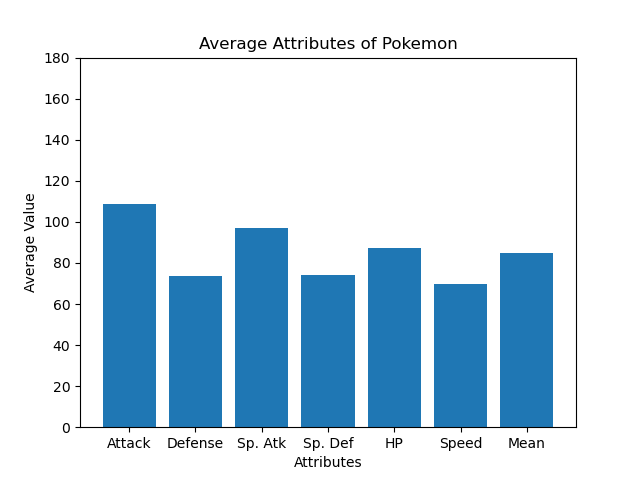 Average Attributes of Pokemon
180
160
140
120
100
80
60
40
20
0
Average Value
Attack Defense Sp. Atk Sp. Def HP Speed Mean
Attributes